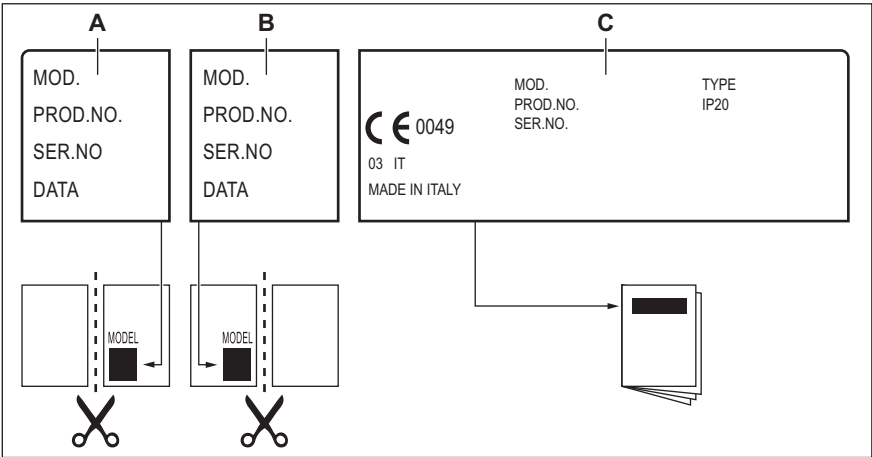 A
B
C
MOD.
PROD.NO.
SER.NO
DATA
MOD.
PROD.NO.
SER.NO
DATA
CE 0049
03 IT
MADE IN ITALY
MOD.
PROD.NO.
SER.NO.
TYPE
IP20
MODEL
MODEL